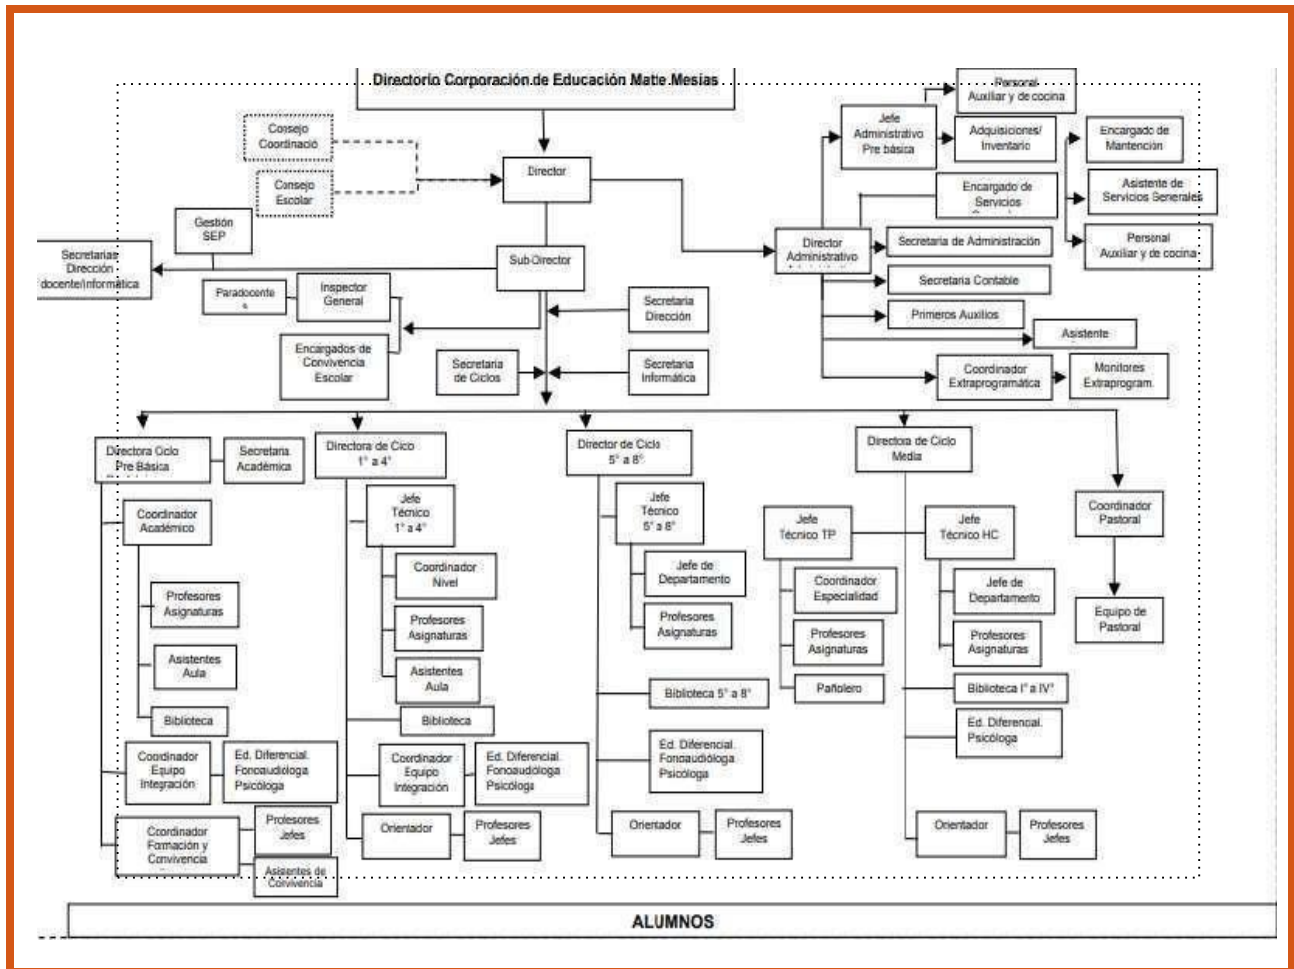 Directorio Corporación de Educación Matte Mesías
Consejo
Coordinació
Consejo
Escolar
Director
Gestión
SEP
Secretarias
Dirección
docente/informática
Sub-Director
Paradocente
s
Inspector
General
Encargados de
Convivencia
Escolar
Secretaria
Dirección
Secretaria
de Ciclos
Secretaria
Informática
Personal
Auxiliar y de cocina
Jefe
Administrativo
Pre básica
Adquisiciones/
Inventario
Encargado de
Mantención
Encargado de
Servicios
Asistente de
Servicios Generales
Director
Administrativo
Secretaria de Administración
Personal
Auxiliar y de cocina
Secretaria Contable
Primeros Auxilios
Asistente
Coordinador
Extraprogramática
Monitores
Extraprogram.
Directora Ciclo
Pre Básica
Secretaria
Académica
Directora de Cico
1° a 4°
Director de Ciclo
5° a 8°
Directora de Ciclo
Media
Coordinador
Académico
Profesores
Asignaturas
Asistentes
Aula
Biblioteca
Coordinador
Equipo
Integración
Ed. Diferencial.
Fonoaudióloga
Psicóloga
Coordinador
Formación y
Convivencia
Profesores
Jefes
Asistentes de
Convivencia
Jefe
Técnico
1° a 4°
Coordinador
Nivel
Profesores
Asignaturas
Asistentes
Aula
Biblioteca
Coordinador
Equipo
Integración
Ed. Diferencial.
Fonoaudióloga
Psicóloga
Orientador
Profesores
Jefes
Jefe
Técnico
5° a 8°
Jefe de
Departamento
Profesores
Asignaturas
Biblioteca 5° a 8°
Ed. Diferencial.
Fonoaudióloga
Psicóloga
Orientador
Profesores
Jefes
Jefe
Técnico TP
Coordinador
Especialidad
Profesores
Asignaturas
Pañolero
Jefe
Técnico HC
Jefe de
Departamento
Profesores
Asignaturas
Biblioteca I° a IV°
Ed. Diferencial.
Psicóloga
Orientador
Profesores
Jefes
Coordinador
Pastoral
Equipo de
Pastoral
ALUMNOS